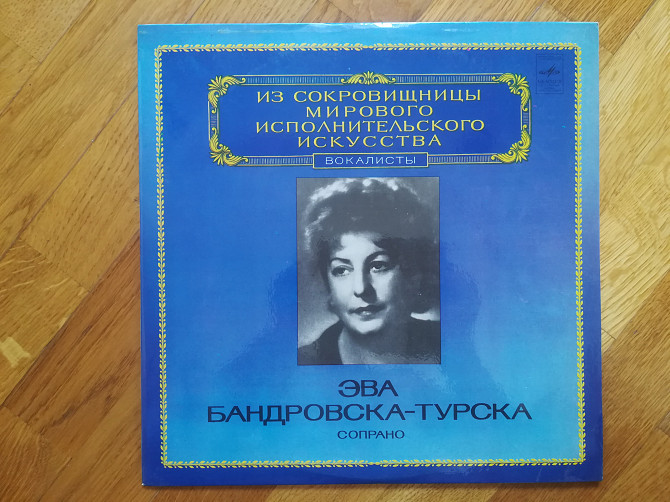 ИЗ СОКРОВИЩНИЦЫ
МИРОВОГО
ИСПОЛНИТЕЛЬСКОГО
ИСКУССТВА
ВОКАЛИСТЫ
ЭВА
БАНДРОВСКА-ТУРСКА
СОПРАНО